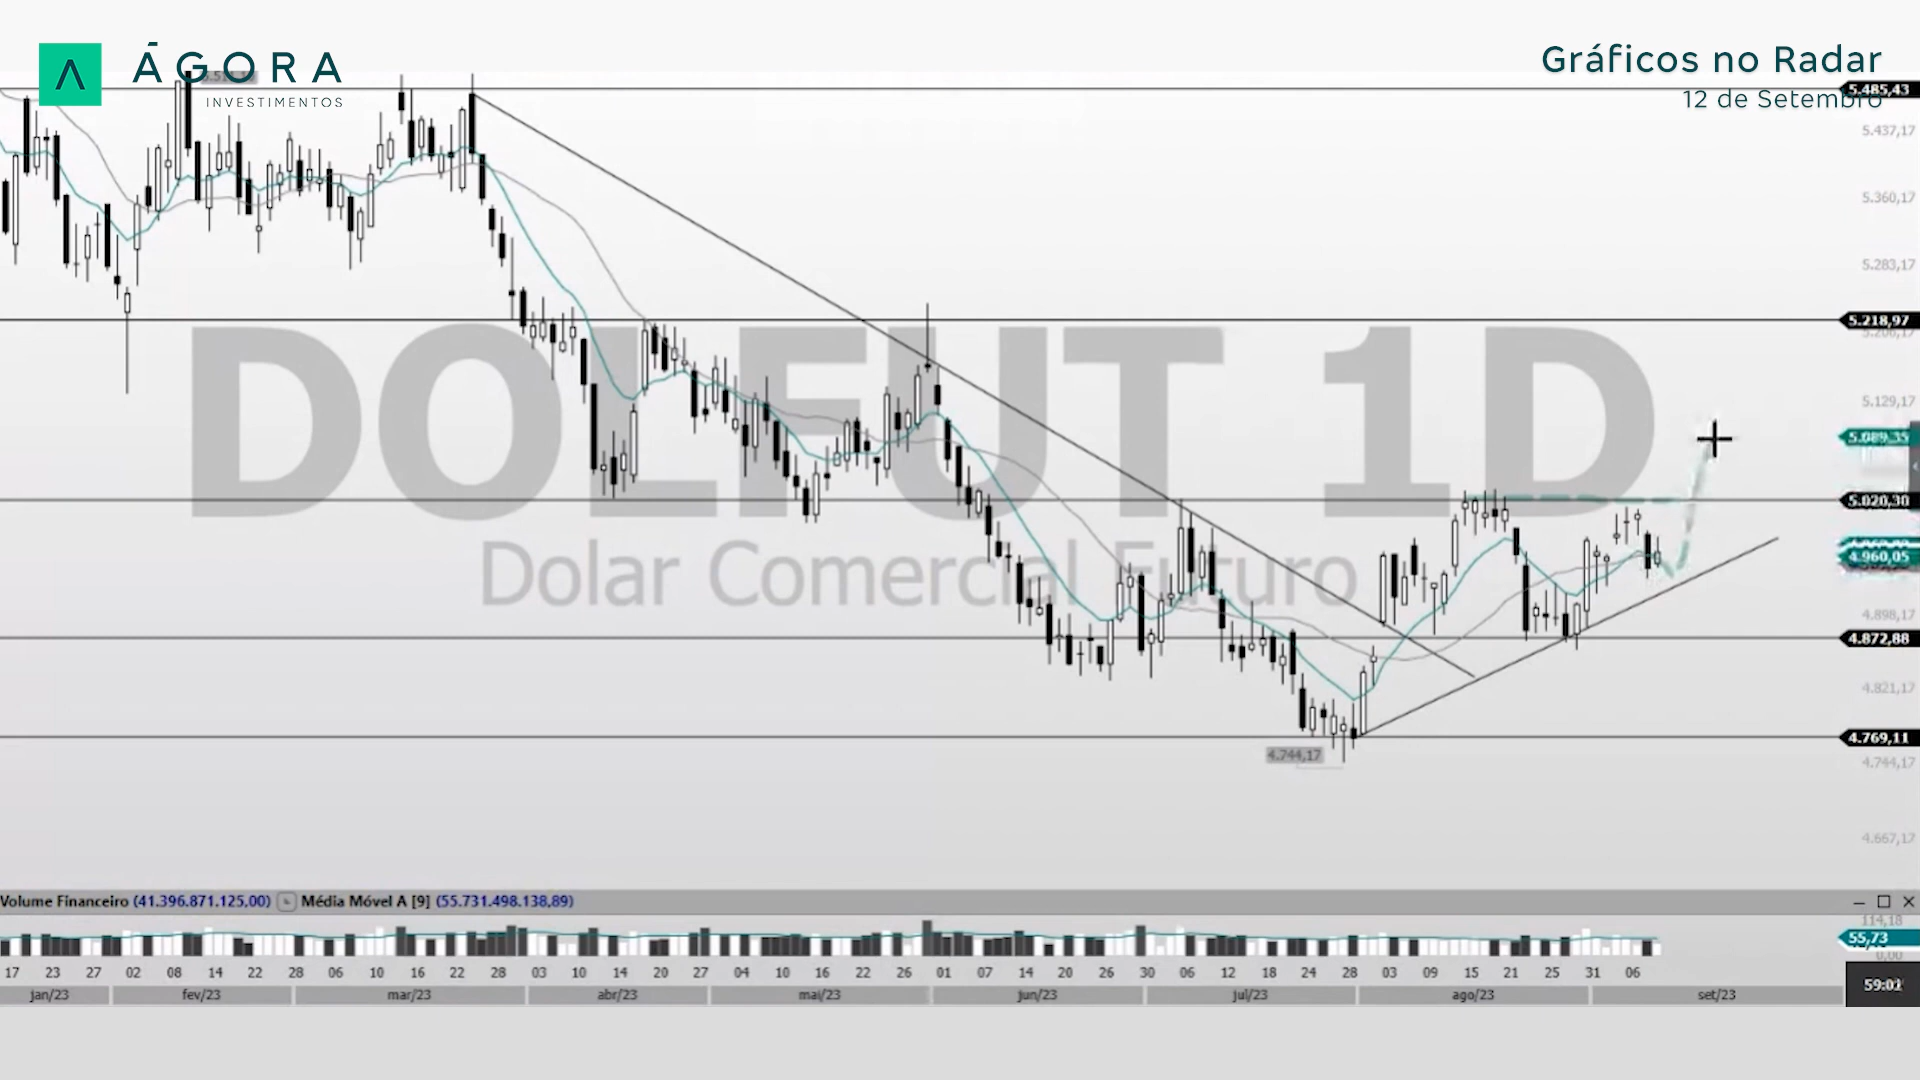 ÁGORA
INVESTIMENTOS
Gráficos no Radar
12 de Setembro
5.485,43
5.437,17
5.360,17
5.283,17
5.218,97
DOLFUT 1D
Dolar Comercial Futuro
5.129,17
5.089,35
5.020,30
4.960,05
4.898,17
4.872,88
4.821,17
4.769,11
4.744,17
4.744,17
4.667,17
Volume Financeiro (41.396.871.125,00) Média Móvel A [9] (55.731.498.138,89)
114,18
55,73
0,00
17 23 27 02 08 14 22 28 06 10 16 22 28 03 10 14 20 27 04 10 16 22 26 01 07 14 20 26 30 06 12 18 24 28 03 09 15 21 25 31 06
59:01
jan/23 fev/23 mar/23 abr/23 mai/23 jun/23 jul/23 ago/23 set/23